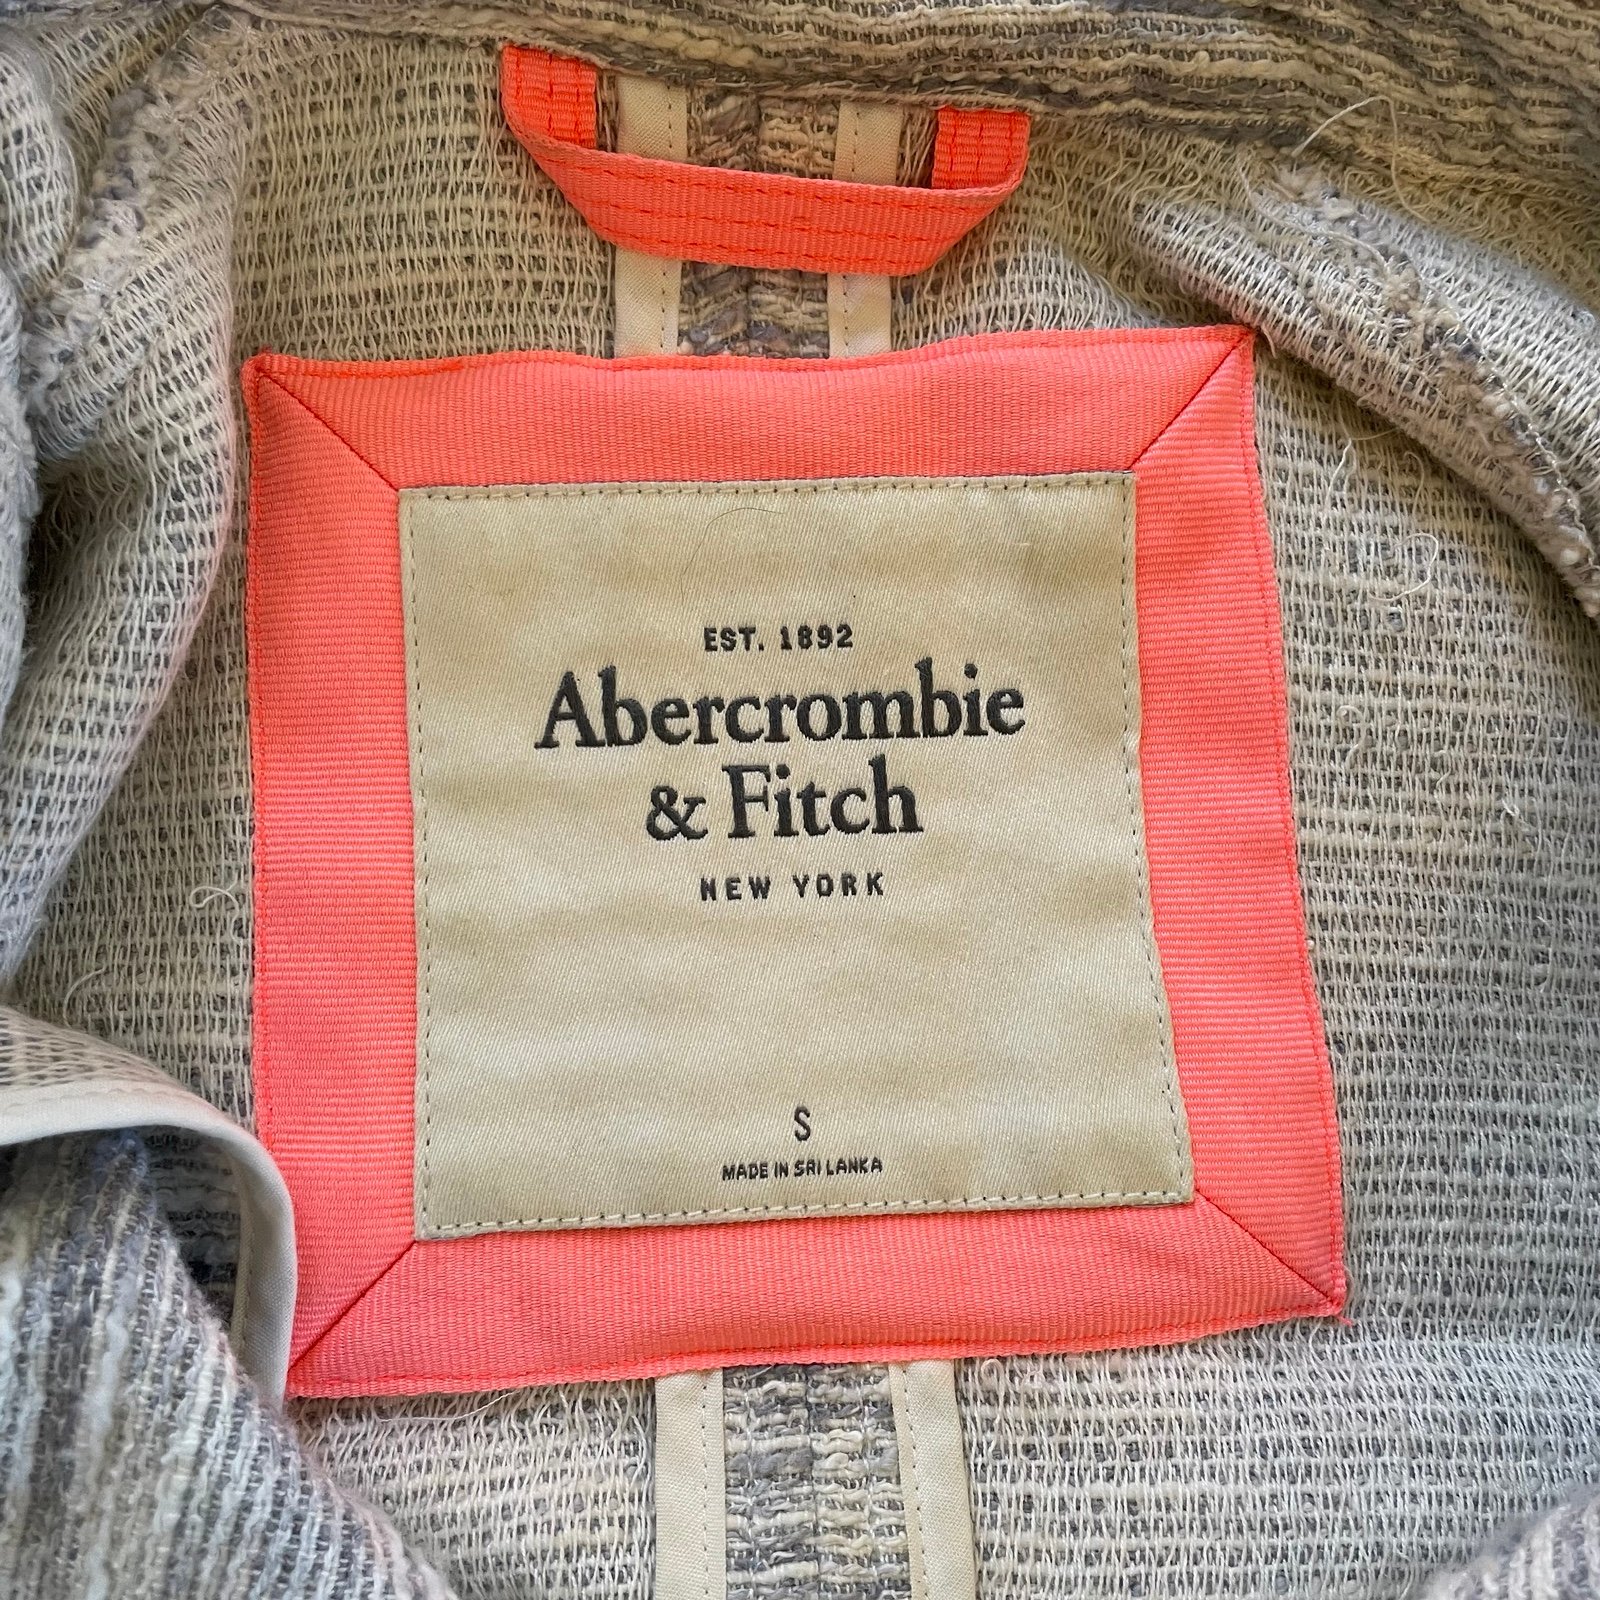 EST. 1892
Abercrombie
& Fitch
NEW YORK
S
MADE IN SRI LANKA